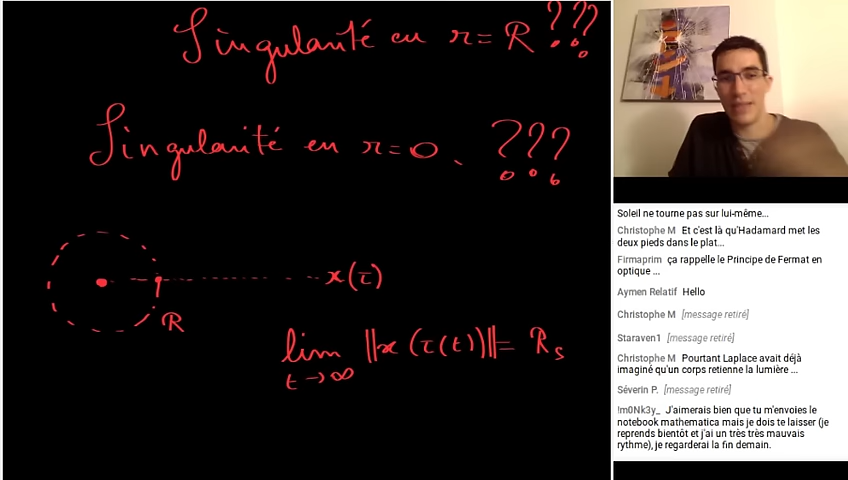 Singularité en r = R ???
Singularité en r = 0. ???
x(τ)
R
lim ||x(τ(t))|| = R_s
t → ∞
Soleil ne tourne pas sur lui-même...
Christophe M Et c'est là qu'Hadamard met les
deux pieds dans le plat...
Firmaprim ça rappelle le Principe de Fermat en
optique ...
Aymen Relatif Hello
Christophe M [message retiré]
Staraven1 [message retiré]
Christophe M Pourtant Laplace avait déjà
imaginé qu'un corps retienne la lumière ...
Séverin P. [message retiré]
!m0Nk3y_ J'aimerais bien que tu m'envoies le
notebook mathematica mais je dois te laisser (je
reprends bientôt et j'ai un très très mauvais
rythme), je regarderai la fin demain.